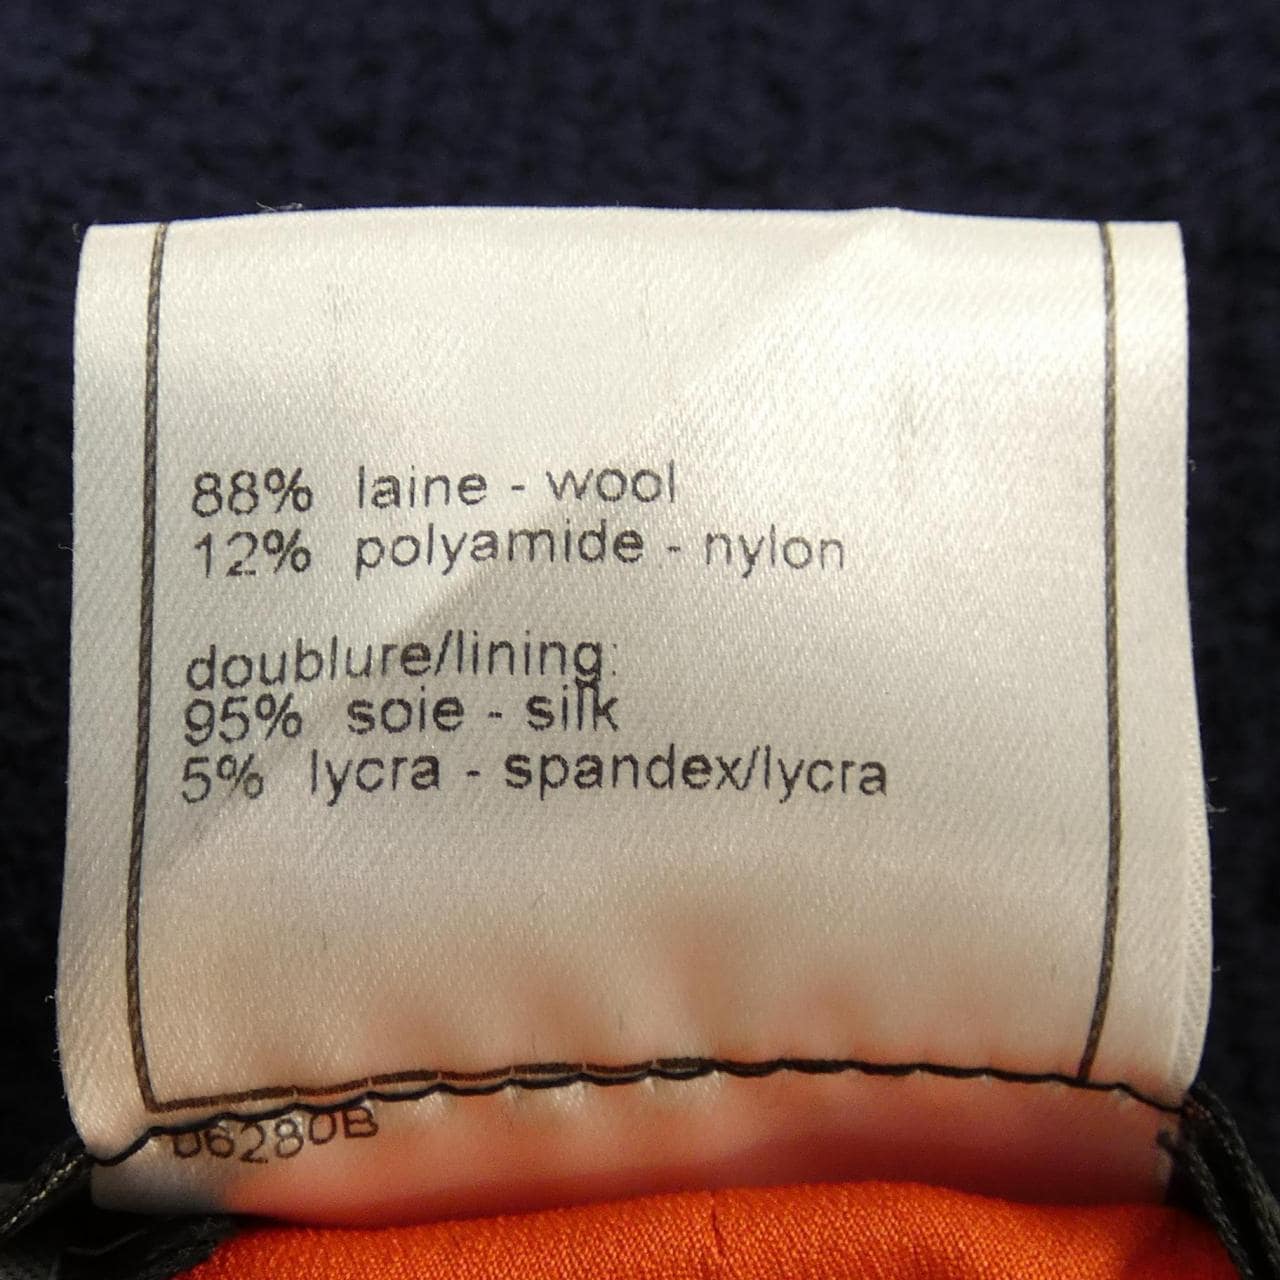 88% laine - wool
12% polyamide - nylon
doublure/lining:
95% soie - silk
5% lycra - spandex/lycra
06280B